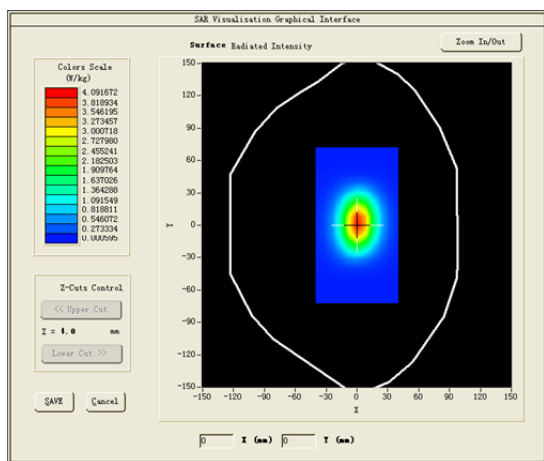 SAR Visualisation Graphical Interface
Surface Radiated Intensity
Zoom In/Out
Colors Scale
(W/kg)
4.091672
3.818934
3.546195
3.273457
3.000718
2.727980
2.455241
2.182503
1.909764
1.637026
1.364288
1.091549
0.818811
0.546072
0.273334
0.000595
Z-Cuts Control
<< Upper Cut
Z = 4.0 mm
Lower Cut >>
SAVE Cancel
Y
150
120
90
60
30
0
-30
-60
-90
-120
-150
-150 -120 -90 -60 -30 0 30 60 90 120 150
X
0 X (mm) 0 Y (mm)